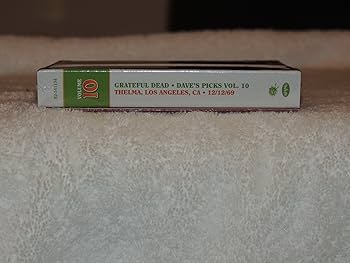 VOLUME
10
GRATEFUL DEAD • DAVE'S PICKS VOL. 10
THELMA, LOS ANGELES, CA • 12/12/69